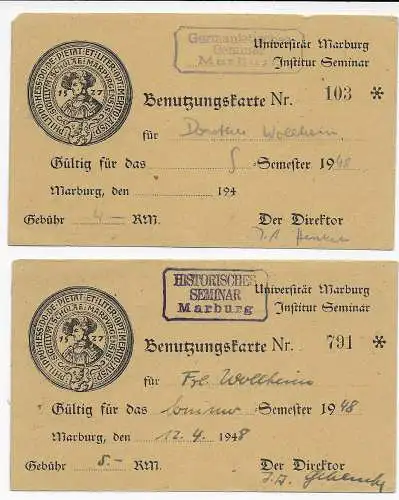 Germanistisches
Seminar
Marburg
Universität Marburg
Institut Seminar
Benutzungskarte Nr. 103 *
für Dorothea Wollheim
Gültig für das S Semester 1948
Marburg, den 194
Gebühr 4 RM. Der Direktor
I.A.
HISTORISCHES
SEMINAR
Marburg
Universität Marburg
Institut Seminar
Benutzungskarte Nr. 791 *
für Frl. Wollheim
Gültig für das Sommer Semester 1948
Marburg, den 12.4. 1948
Gebühr 5.- RM. Der Direktor
I.A.